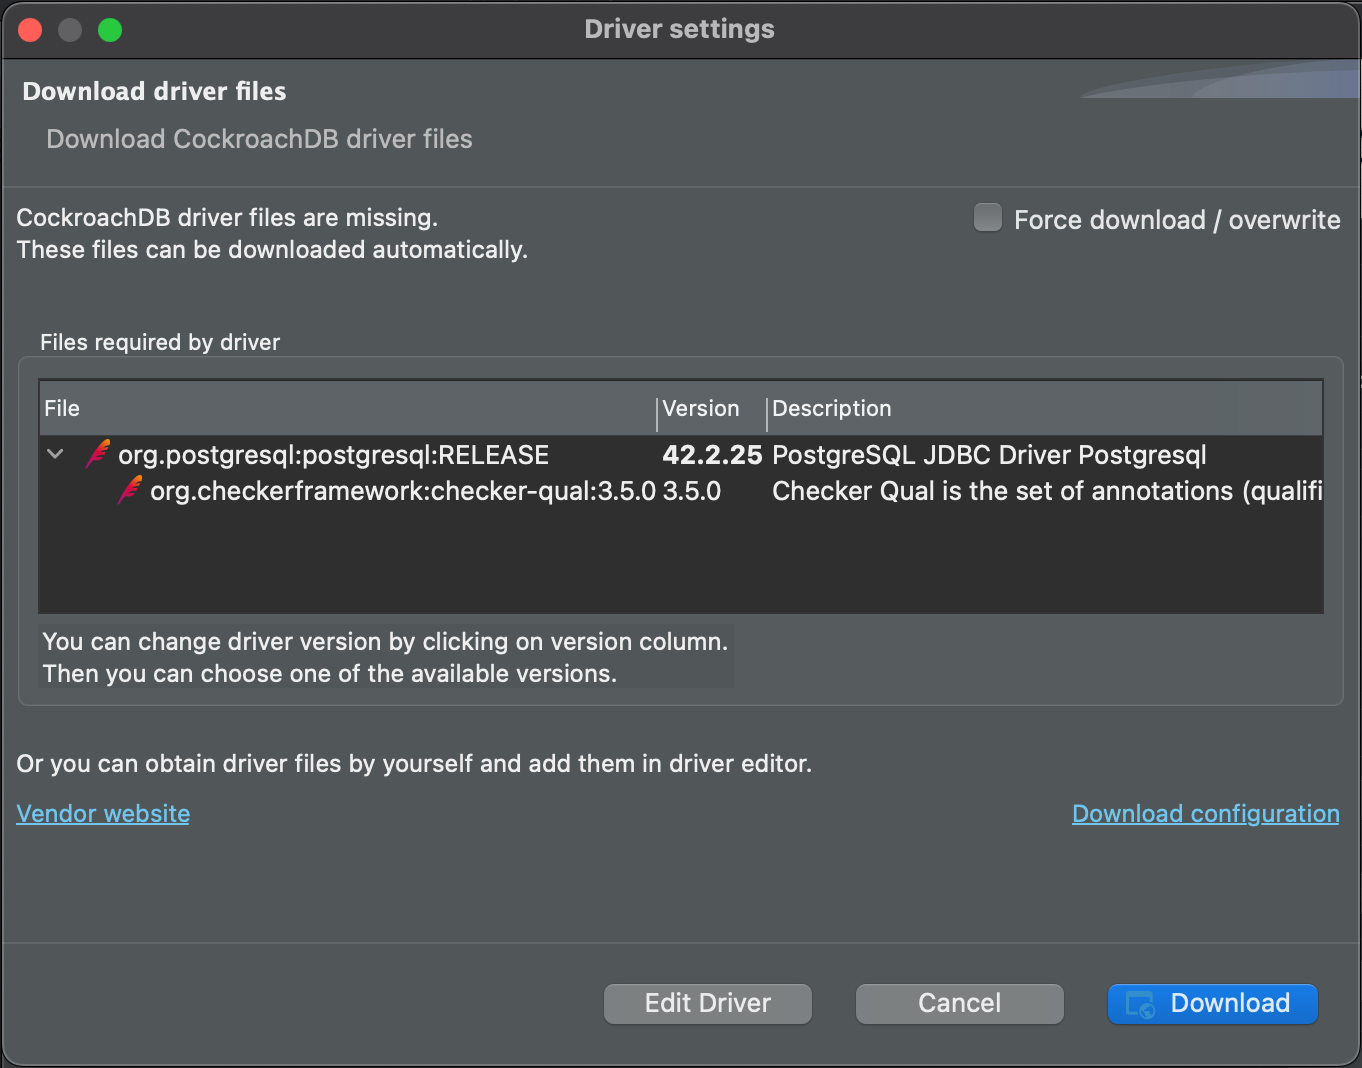 Driver settings
Download driver files
Download CockroachDB driver files
CockroachDB driver files are missing.
These files can be downloaded automatically.
Force download / overwrite
Files required by driver
File Version Description
org.postgresql:postgresql:RELEASE 42.2.25 PostgreSQL JDBC Driver Postgresql
org.checkerframework:checker-qual:3.5.0 3.5.0 Checker Qual is the set of annotations (qualifi
You can change driver version by clicking on version column.
Then you can choose one of the available versions.
Or you can obtain driver files by yourself and add them in driver editor.
Vendor website Download configuration
Edit Driver Cancel Download